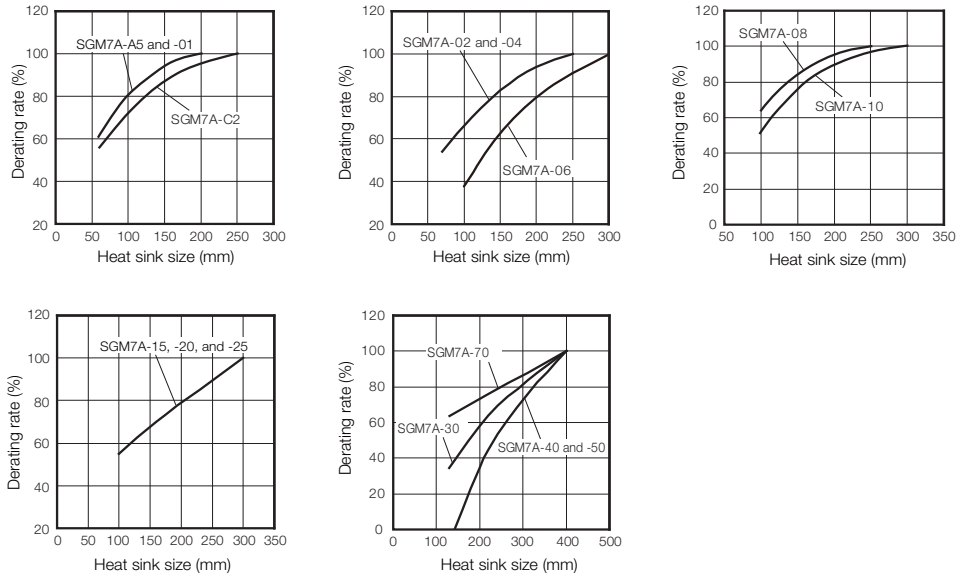 120
100
80
60
40
20
Derating rate (%)
SGM7A-A5 and -01
SGM7A-C2
0 50 100 150 200 250 300
Heat sink size (mm)
120
100
80
60
40
20
Derating rate (%)
SGM7A-02 and -04
SGM7A-06
0 50 100 150 200 250 300
Heat sink size (mm)
120
100
80
60
40
20
0
Derating rate (%)
SGM7A-08
SGM7A-10
50 100 150 200 250 300 350
Heat sink size (mm)
120
100
80
60
40
20
Derating rate (%)
SGM7A-15, -20, and -25
0 50 100 150 200 250 300 350
Heat sink size (mm)
120
100
80
60
40
20
0
Derating rate (%)
SGM7A-70
SGM7A-30
SGM7A-40 and -50
0 100 200 300 400 500
Heat sink size (mm)